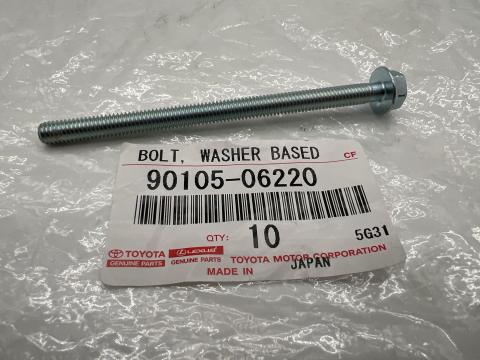 BOLT, WASHER BASED CF
90105-06220
QTY: 10 5G31
TOYOTA LEXUS
GENUINE PARTS GENUINE PARTS TOYOTA MOTOR CORPORATION
MADE IN JAPAN